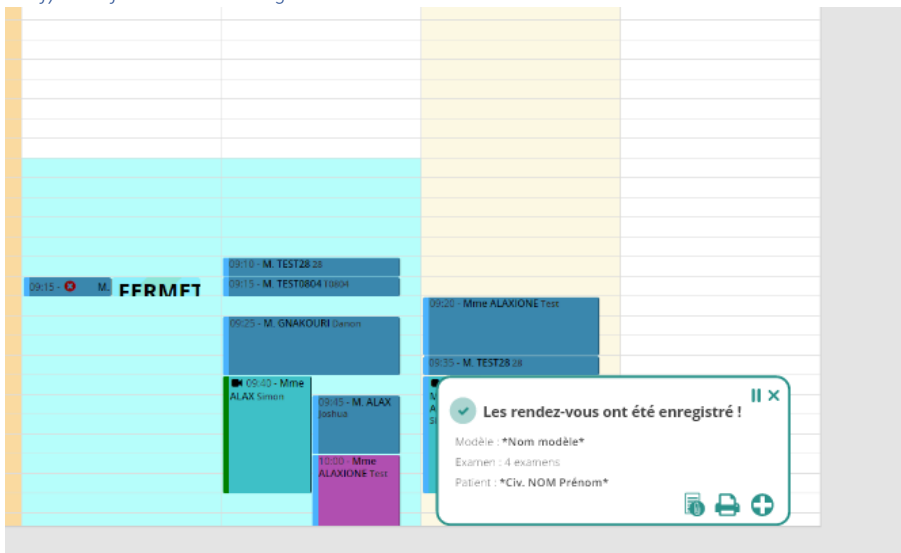 09:10 - M. TEST28 28
09:15 - M. TEST0804 T0804
09:15 - M. FERMET
09:20 - Mme ALAXIONE Test
09:25 - M. GNAKOURI Danon
09:35 - M. TEST28 28
09:40 - Mme
ALAX Simon
09:45 - M. ALAX
Joshua
10:00 - Mme
ALAXIONE Test
Les rendez-vous ont été enregistré !
Modèle : *Nom modèle*
Examen : 4 examens
Patient : *Civ. NOM Prénom*